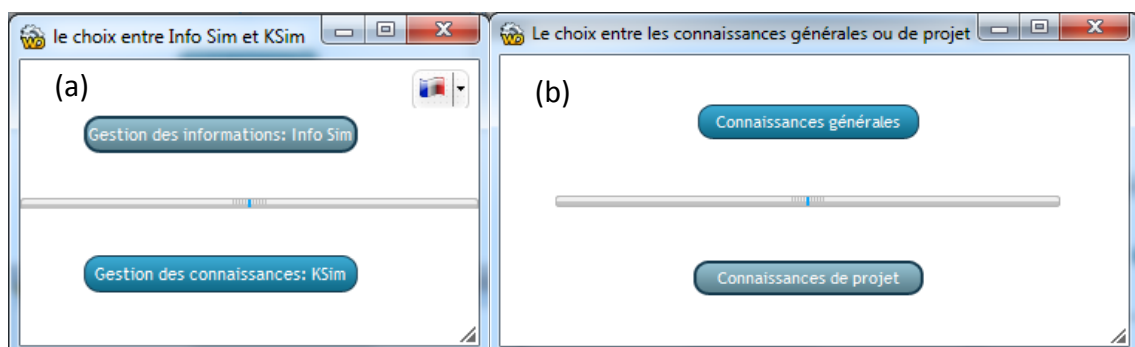 le choix entre Info Sim et KSim
(a)
Gestion des informations: Info Sim
Gestion des connaissances: KSim
Le choix entre les connaissances générales ou de projet
(b)
Connaissances générales
Connaissances de projet